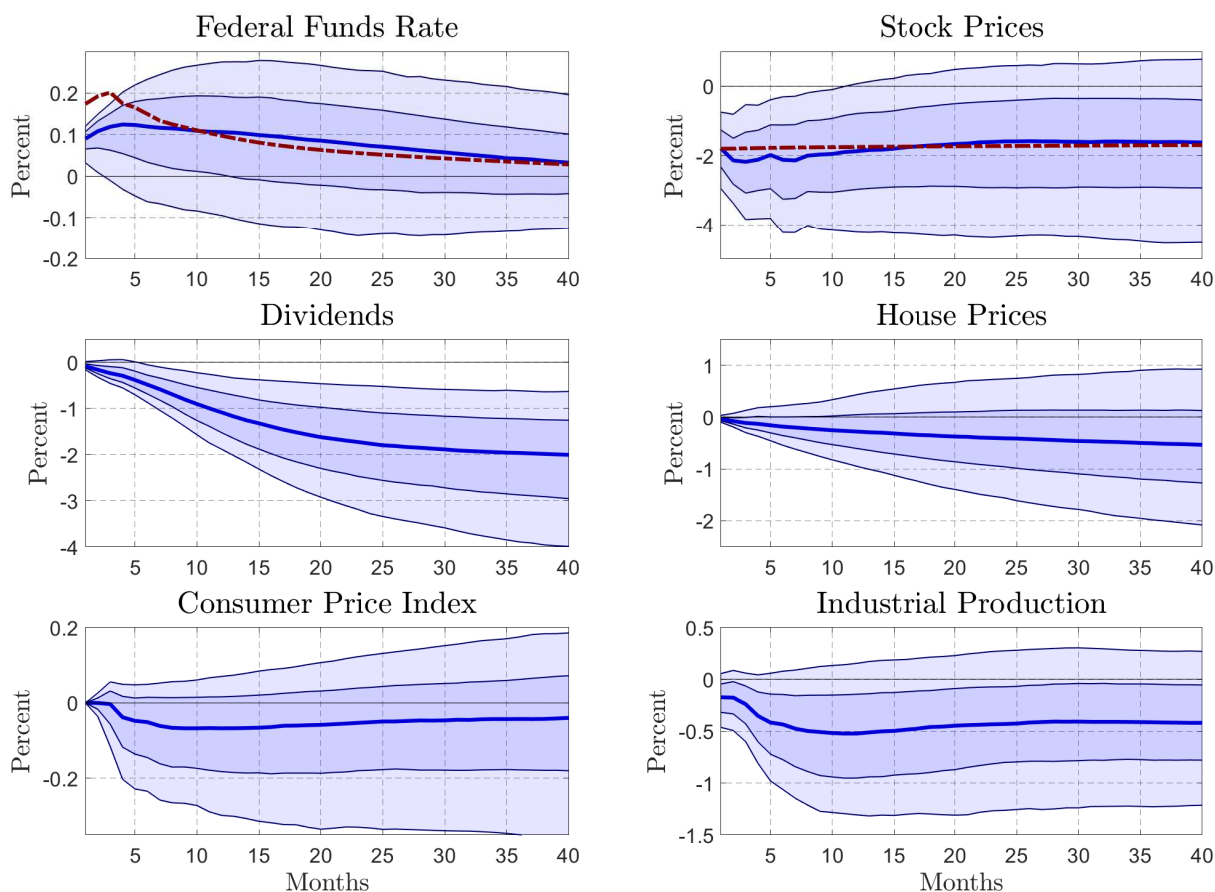 Federal Funds Rate
Percent
0.2
0.1
0
-0.1
-0.2
5 10 15 20 25 30 35 40
Stock Prices
Percent
0
-2
-4
5 10 15 20 25 30 35 40
Dividends
Percent
0
-1
-2
-3
-4
5 10 15 20 25 30 35 40
House Prices
Percent
1
0
-1
-2
5 10 15 20 25 30 35 40
Consumer Price Index
Percent
0.2
0
-0.2
5 10 15 20 25 30 35 40
Months
Industrial Production
Percent
0.5
0
-0.5
-1
-1.5
5 10 15 20 25 30 35 40
Months